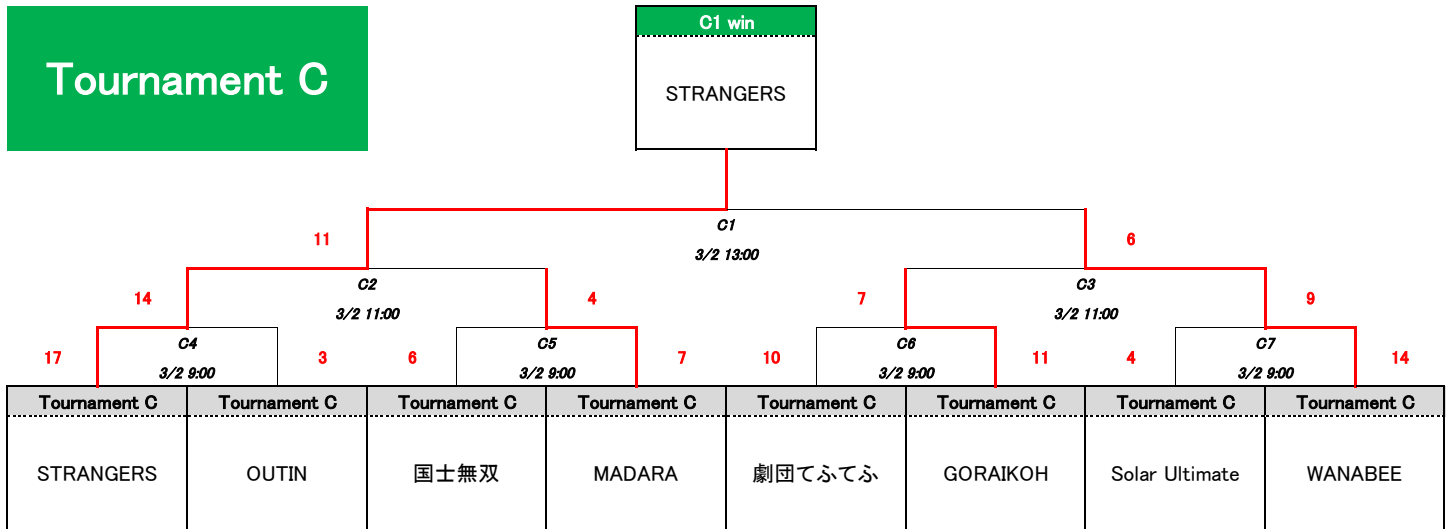 Tournament C
C1 win
STRANGERS
C1
11
6
3/2 13:00
C2
C3
14
4
7
9
3/2 11:00
3/2 11:00
C4
C5
C6
C7
17
3
6
7
10
11
4
14
3/2 9:00
3/2 9:00
3/2 9:00
3/2 9:00
Tournament C
Tournament C
Tournament C
Tournament C
Tournament C
Tournament C
Tournament C
Tournament C
STRANGERS
OUTIN
国士無双
MADARA
劇団てふてふ
GORAIKOH
Solar Ultimate
WANABEE